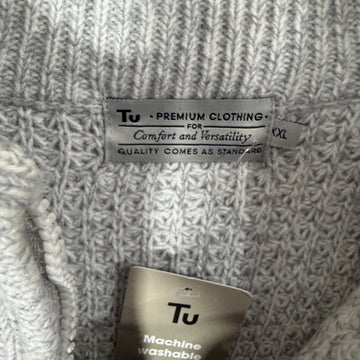 Tu · PREMIUM CLOTHING ·
FOR
Comfort and Versatility
QUALITY COMES AS STANDARD
XXL
Tu
Machine
washable